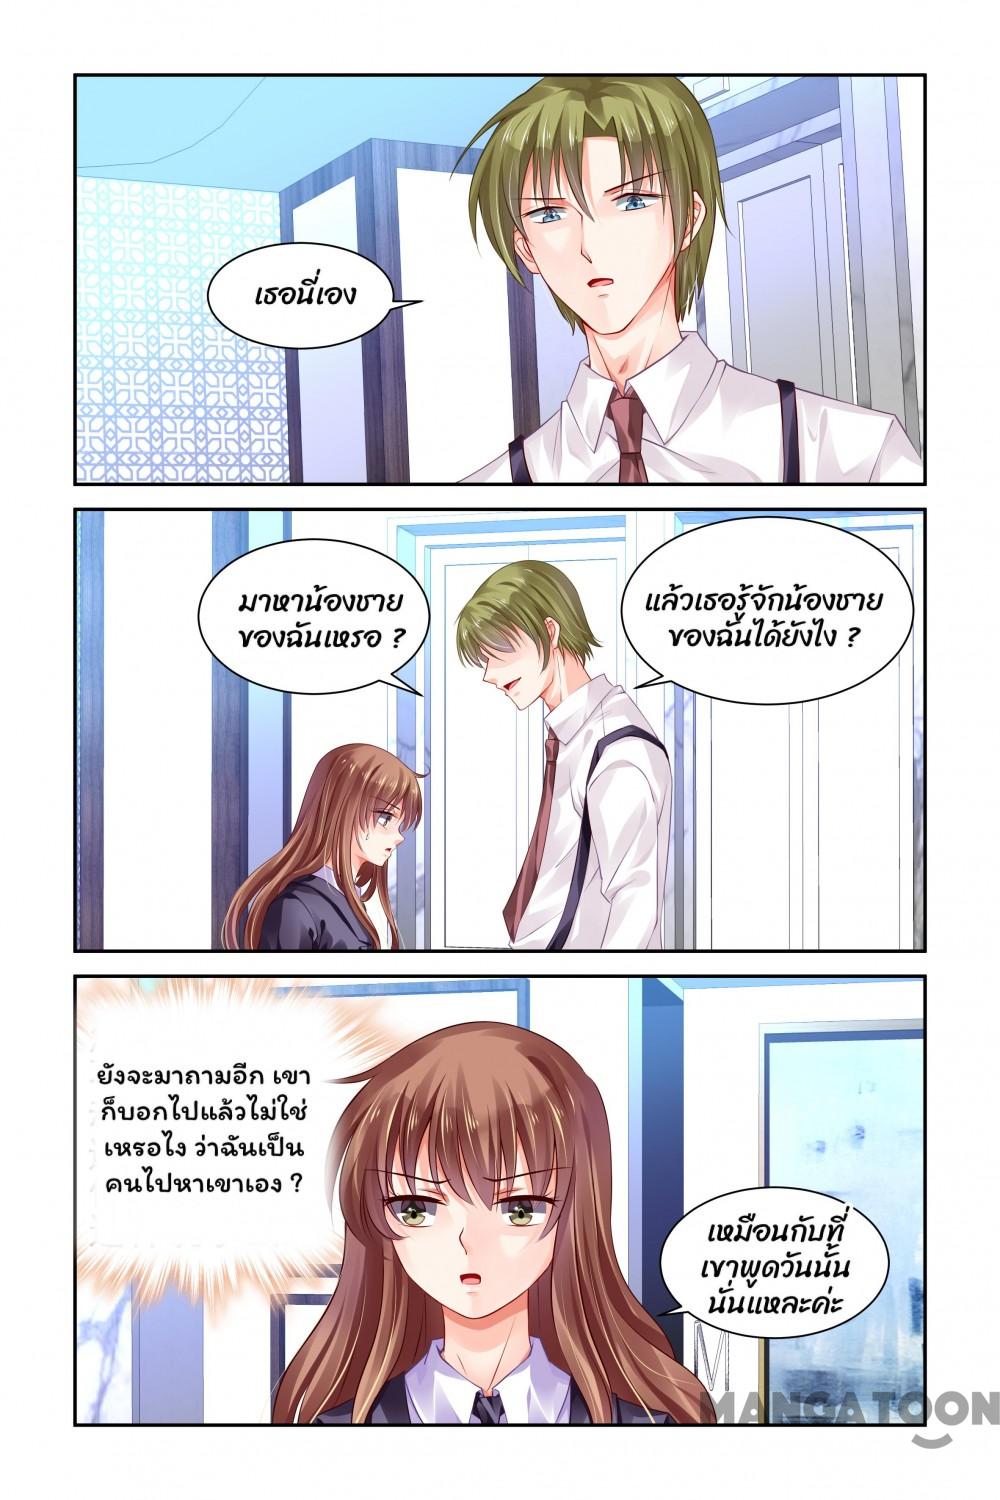 เธอนี่เอง
มาหาน้องชาย
ของฉันเหรอ ?
แล้วเธอรู้จักน้องชาย
ของฉันได้ยังไง ?
ยังจะมาถามอีก เขา
ก็บอกไปแล้วไม่ใช่
เหรอไง ว่าฉันเป็น
คนไปหาเขาเอง ?
เหมือนกับที่
เขาพูดวันนั้น
นั่นแหละค่ะ
MANGATOON